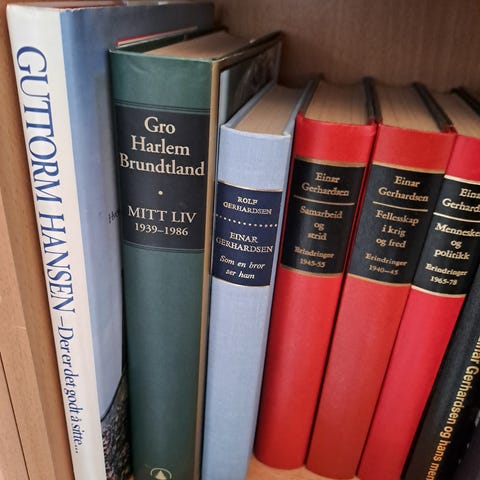 GUTTORM HANSEN – Der er det godt å sitte...
Gro
Harlem
Brundtland
MITT LIV
1939–1986
ROLF
GERHARDSEN
EINAR
GERHARDSEN
Som en bror
ser ham
Einar
Gerhardsen
Samarbeid
og
strid
Erindringer
1945-55
Einar
Gerhardsen
Fellesskap
i krig
og fred
Erindringer
1940–45
Einar
Gerhardsen
Mennesker
og
politikk
Erindringer
1965-78
Gerhardsen og hans